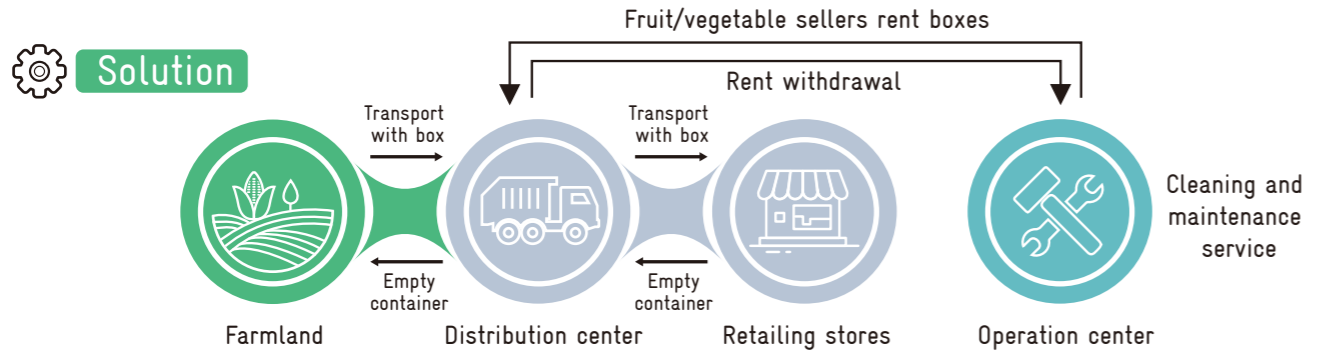 Fruit/vegetable sellers rent boxes
Solution
Rent withdrawal
Transport
with box
Transport
with box
Cleaning and
maintenance
service
Empty
container
Empty
container
Farmland
Distribution center
Retailing stores
Operation center